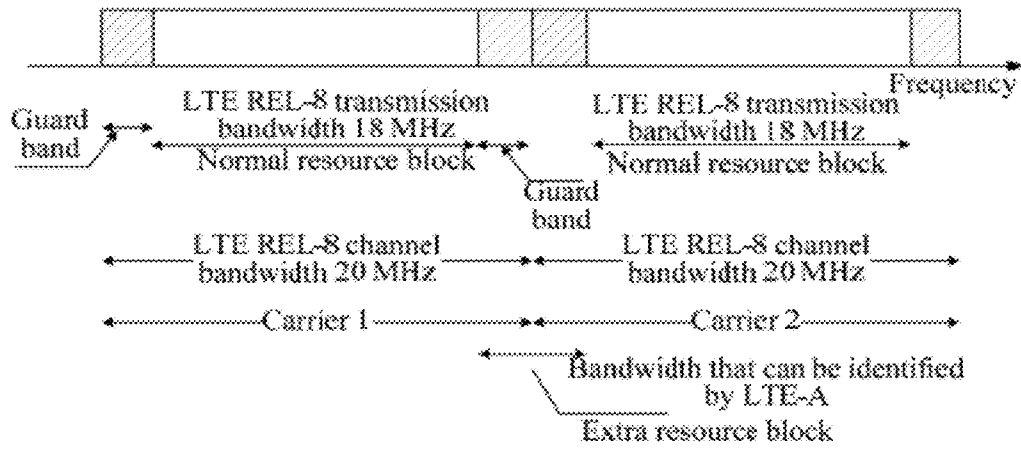 Frequency
Guard
band
LTE REL-8 transmission
bandwidth 18 MHz
Normal resource block
LTE REL-8 transmission
bandwidth 18 MHz
Normal resource block
Guard
band
LTE REL-8 channel
bandwidth 20 MHz
LTE REL-8 channel
bandwidth 20 MHz
Carrier 1
Carrier 2
Bandwidth that can be identified
by LTE-A
Extra resource block